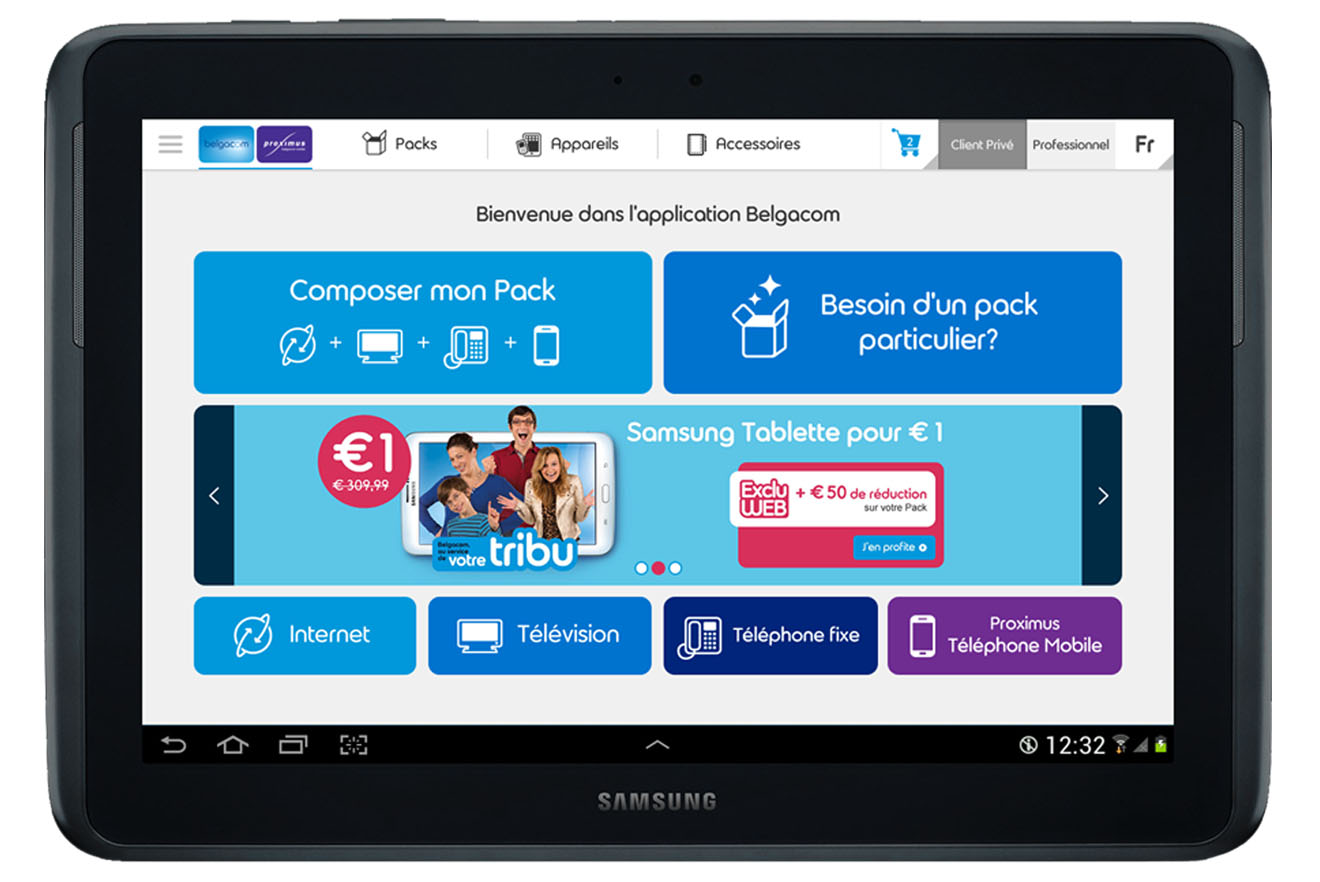 belgacom
proximus
Packs
Appareils
Accessoires
2
Client Privé
Professionnel
Fr
Bienvenue dans l'application Belgacom
Composer mon Pack
+ + +
Besoin d'un pack
particulier?
€1
€ 309,99
SAMSUNG
Belgacom,
au service
de votre tribu
Samsung Tablette pour € 1
Exclu
WEB
+ € 50 de réduction
sur votre Pack
J'en profite
Internet
Télévision
Téléphone fixe
Proximus
Téléphone Mobile
12:32
SAMSUNG